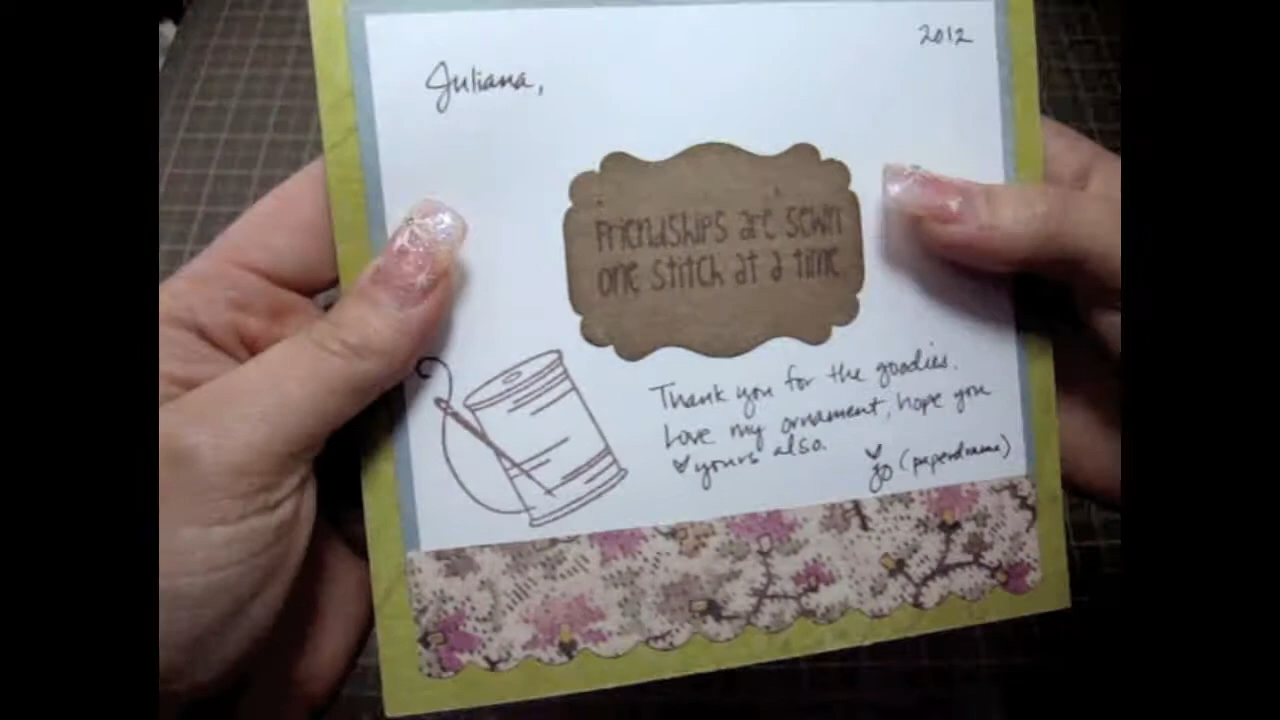 2012
Juliana,
Friendships are sewn
one stitch at a time
Thank you for the goodies.
Love my ornament, hope you
♥ yours also.
♥ Jo (paperdrama)